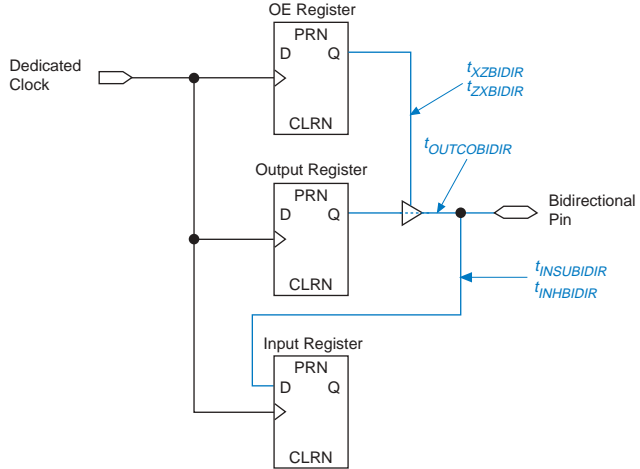 OE Register
PRN
D
Q
CLRN
Dedicated
Clock
tXZBIDIR
tZXBIDIR
tOUTCOBIDIR
Output Register
PRN
D
Q
CLRN
Bidirectional
Pin
tINSUBIDIR
tINHBIDIR
Input Register
PRN
D
Q
CLRN